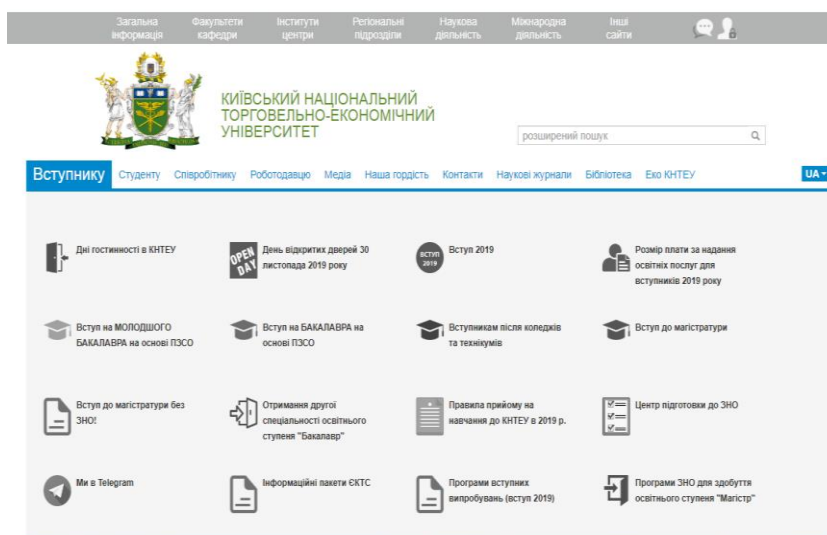 Загальна інформація
Факультети кафедри
Інститути центри
Регіональні підрозділи
Наукова діяльність
Міжнародна діяльність
Інші сайти
КИЇВСЬКИЙ НАЦІОНАЛЬНИЙ
ТОРГОВЕЛЬНО-ЕКОНОМІЧНИЙ
УНІВЕРСИТЕТ
розширений пошук
Вступнику Студенту Співробітнику Роботодавцю Медіа Наша гордість Контакти Наукові журнали Бібліотека Еко КНТЕУ UA
Дні гостинності в КНТЕУ
OPEN DAY
День відкритих дверей 30
листопада 2019 року
ВСТУП 2019
Вступ 2019
Розмір плати за надання
освітніх послуг для
вступників 2019 року
Вступ на МОЛОДШОГО
БАКАЛАВРА на основі ПЗСО
Вступ на БАКАЛАВРА на
основі ПЗСО
Вступникам після коледжів
та технікумів
Вступ до магістратури
Вступ до магістратури без
ЗНО!
Отримання другої
спеціальності освітнього
ступеня "Бакалавр"
Правила прийому на
навчання до КНТЕУ в 2019 р.
Центр підготовки до ЗНО
Ми в Telegram
Інформаційні пакети ЄКТС
Програми вступних
випробувань (вступ 2019)
Програми ЗНО для здобуття
освітнього ступеня "Магістр"